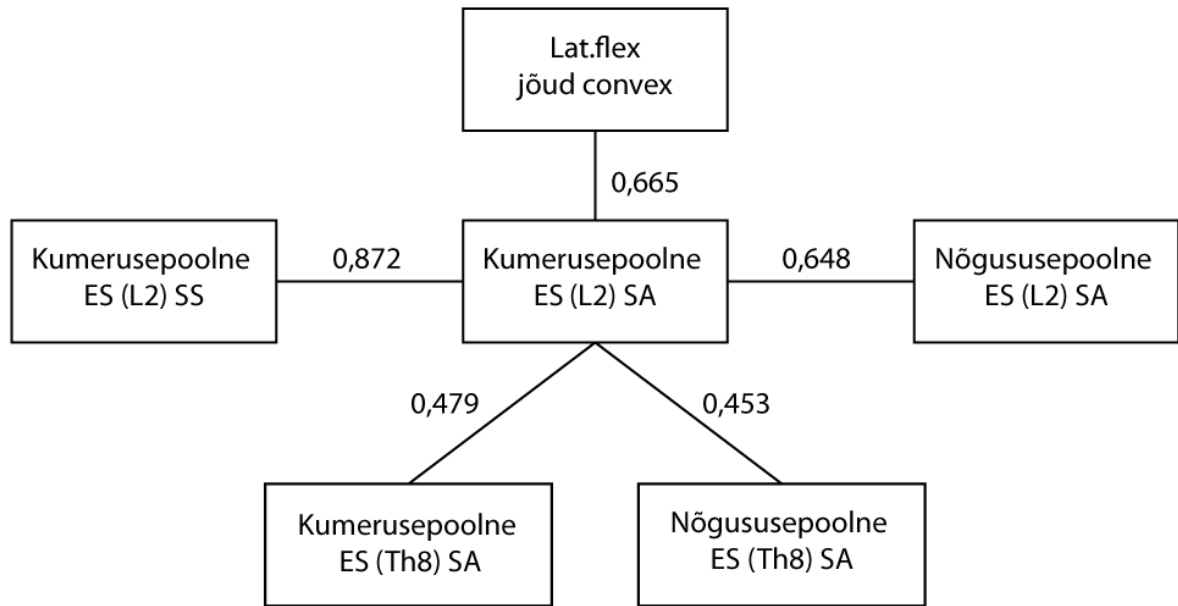 Lat.flex
jõud convex
0,665
Kumerusepoolne
ES (L2) SS
0,872
Kumerusepoolne
ES (L2) SA
0,648
Nõgususepoolne
ES (L2) SA
0,479
0,453
Kumerusepoolne
ES (Th8) SA
Nõgususepoolne
ES (Th8) SA